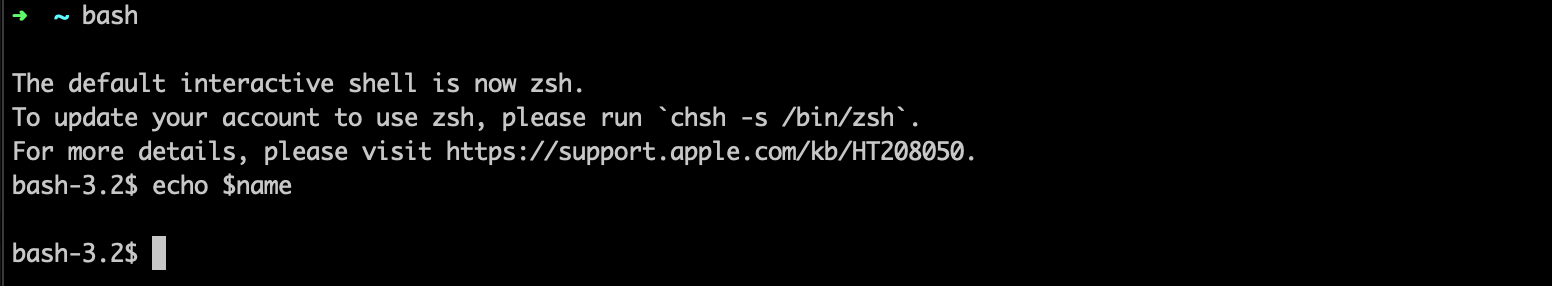 ➜ ~ bash
The default interactive shell is now zsh.
To update your account to use zsh, please run `chsh -s /bin/zsh`.
For more details, please visit https://support.apple.com/kb/HT208050.
bash-3.2$ echo $name
bash-3.2$